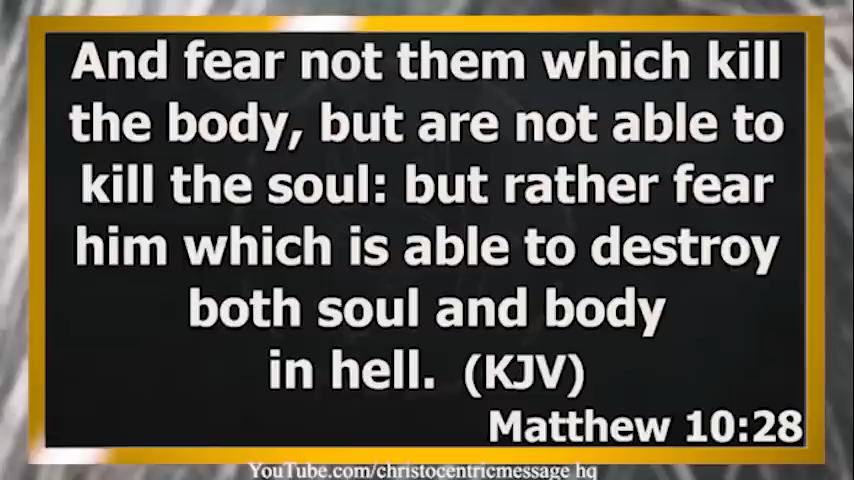 And fear not them which kill
the body, but are not able to
kill the soul: but rather fear
him which is able to destroy
both soul and body
in hell. (KJV)
Matthew 10:28
YouTube.com/christocentricmessage hq